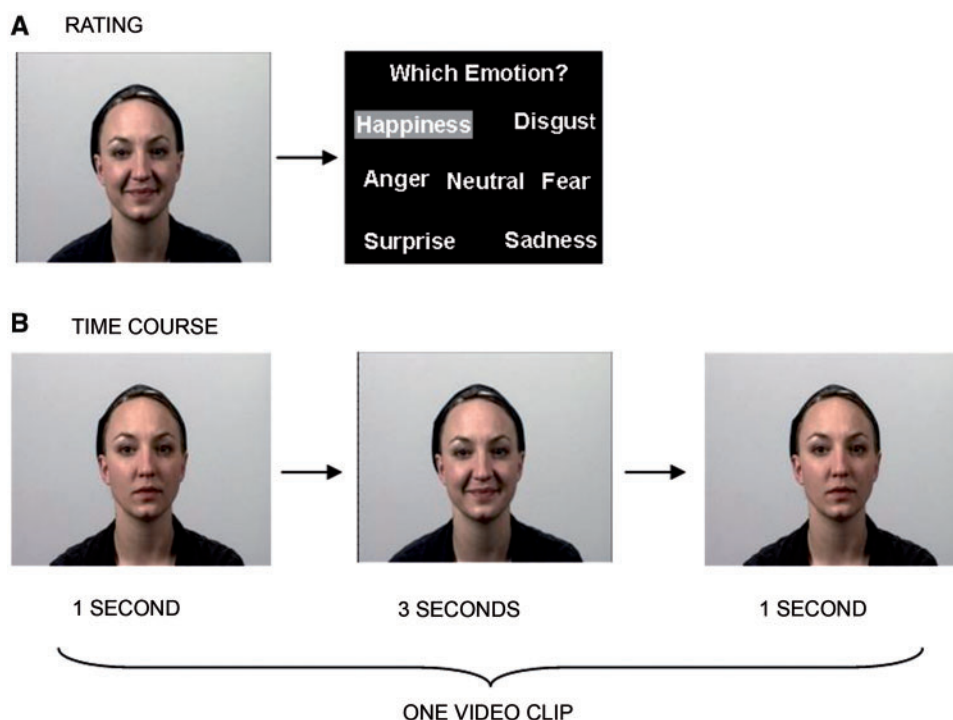 A RATING
Which Emotion?
Happiness Disgust
Anger Neutral Fear
Surprise Sadness
B TIME COURSE
1 SECOND 3 SECONDS 1 SECOND
ONE VIDEO CLIP